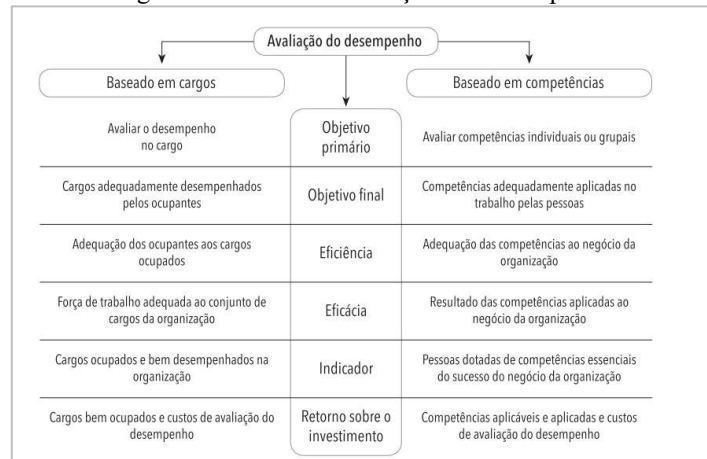 Avaliação do desempenho
Baseado em cargos
Baseado em competências
Avaliar o desempenho
no cargo
Objetivo
primário
Avaliar competências individuais ou grupais
Cargos adequadamente desempenhados
pelos ocupantes
Objetivo final
Competências adequadamente aplicadas no
trabalho pelas pessoas
Adequação dos ocupantes aos cargos
ocupados
Eficiência
Adequação das competências ao negócio da
organização
Força de trabalho adequada ao conjunto de
cargos da organização
Eficácia
Resultado das competências aplicadas ao
negócio da organização
Cargos ocupados e bem desempenhados na
organização
Indicador
Pessoas dotadas de competências essenciais
do sucesso do negócio da organização
Cargos bem ocupados e custos de avaliação do
desempenho
Retorno sobre o
investimento
Competências aplicáveis e aplicadas e custos
de avaliação do desempenho